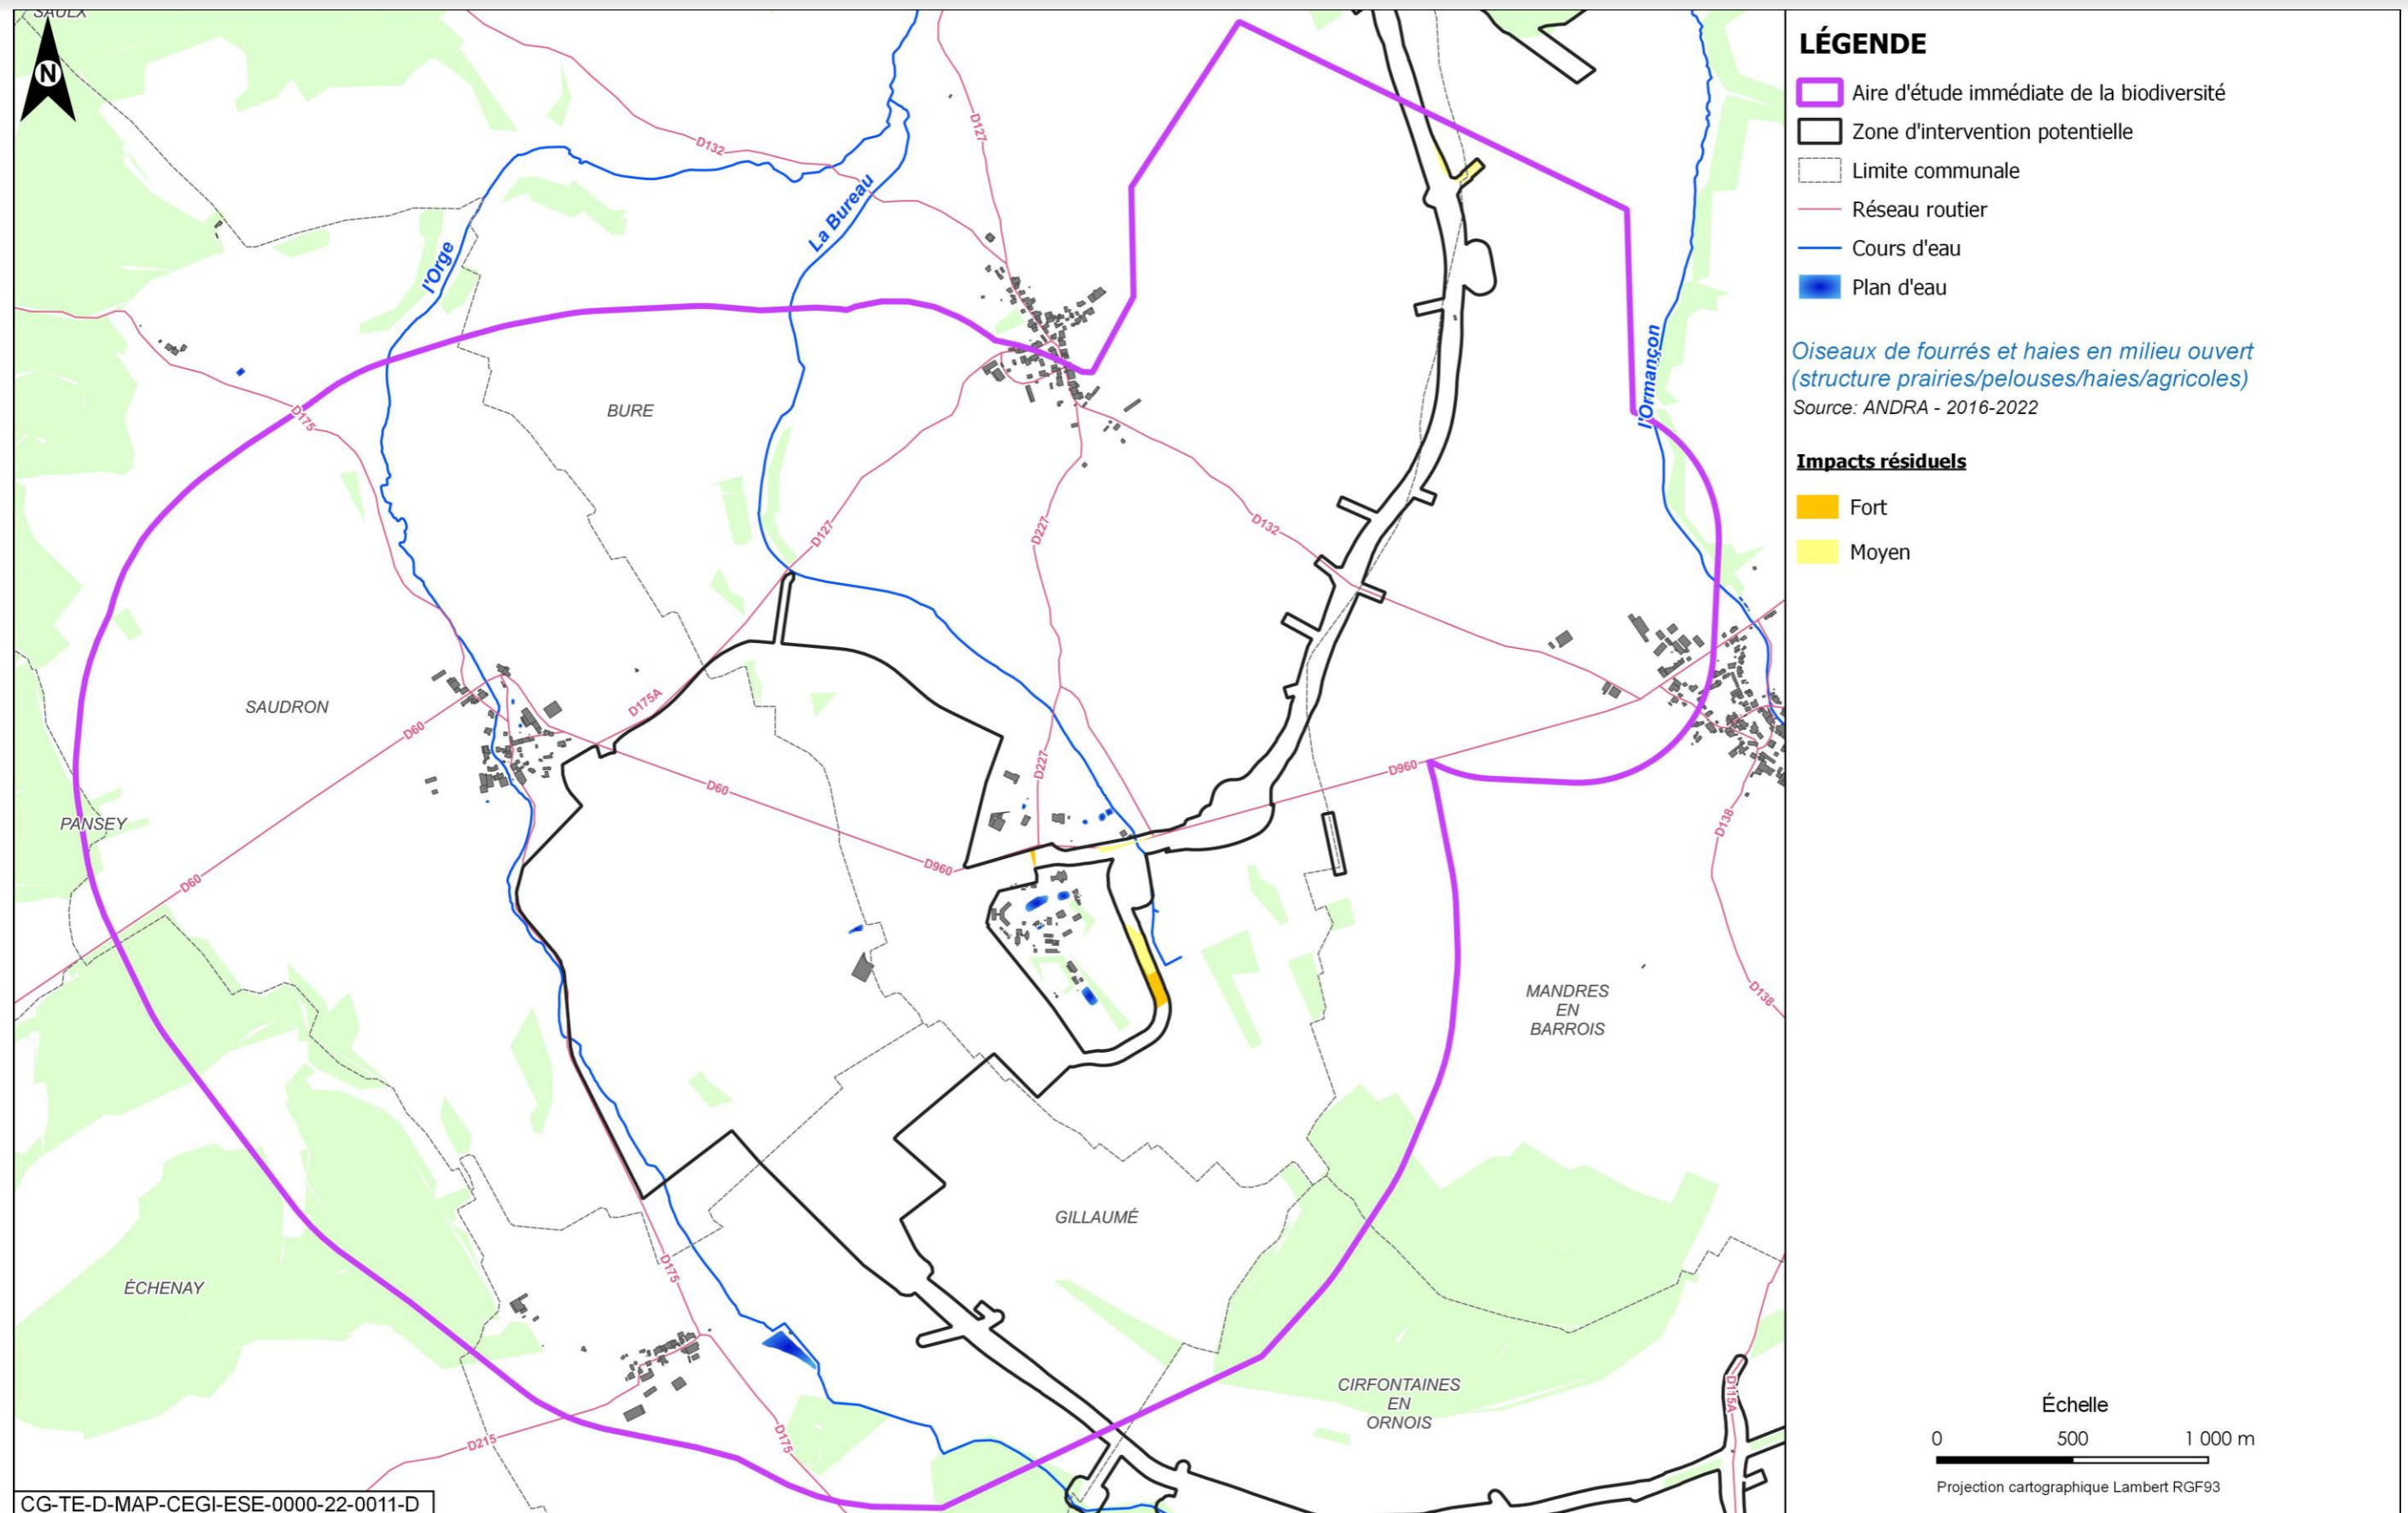 SAULX
N
D132
D127
La Bureau
l'Orge
l'Ormançon
D175
BURE
D127
D227
D132
SAUDRON
D175A
D60
D60
D227
D960
D960
PANSEY
D60
D138
D138
MANDRES
EN
BARROIS
GILLAUMÉ
ÉCHENAY
D175
CIRFONTAINES
EN
ORNOIS
D115A
D215
D175
CG-TE-D-MAP-CEGI-ESE-0000-22-0011-D
LÉGENDE
Aire d'étude immédiate de la biodiversité
Zone d'intervention potentielle
Limite communale
Réseau routier
Cours d'eau
Plan d'eau
Oiseaux de fourrés et haies en milieu ouvert
(structure prairies/pelouses/haies/agricoles)
Source: ANDRA - 2016-2022
Impacts résiduels
Fort
Moyen
Échelle
0 500 1 000 m
Projection cartographique Lambert RGF93